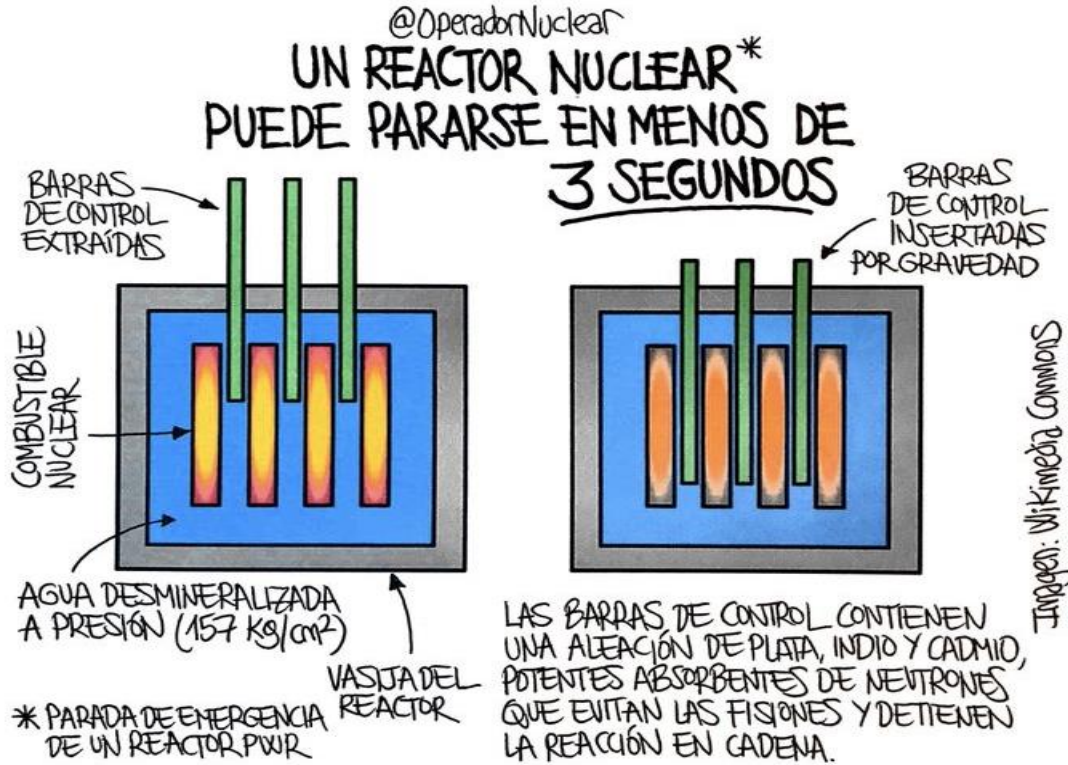 @OperadorNuclear
UN REACTOR NUCLEAR*
PUEDE PARARSE EN MENOS DE
3 SEGUNDOS
BARRAS
DE CONTROL
EXTRAÍDAS
BARRAS
DE CONTROL
INSERTADAS
POR GRAVEDAD
COMBUSTIBLE
NUCLEAR
AGUA DESMINERALIZADA
A PRESIÓN (157 Kg/cm²)
VASIJA DEL
REACTOR
* PARADA DE EMERGENCIA
DE UN REACTOR PWR
LAS BARRAS DE CONTROL CONTIENEN
UNA ALEACIÓN DE PLATA, INDIO Y CADMIO,
POTENTES ABSORBENTES DE NEUTRONES
QUE EVITAN LAS FISIONES Y DETIENEN
LA REACCIÓN EN CADENA.
Imagen: Wikimedia Commons